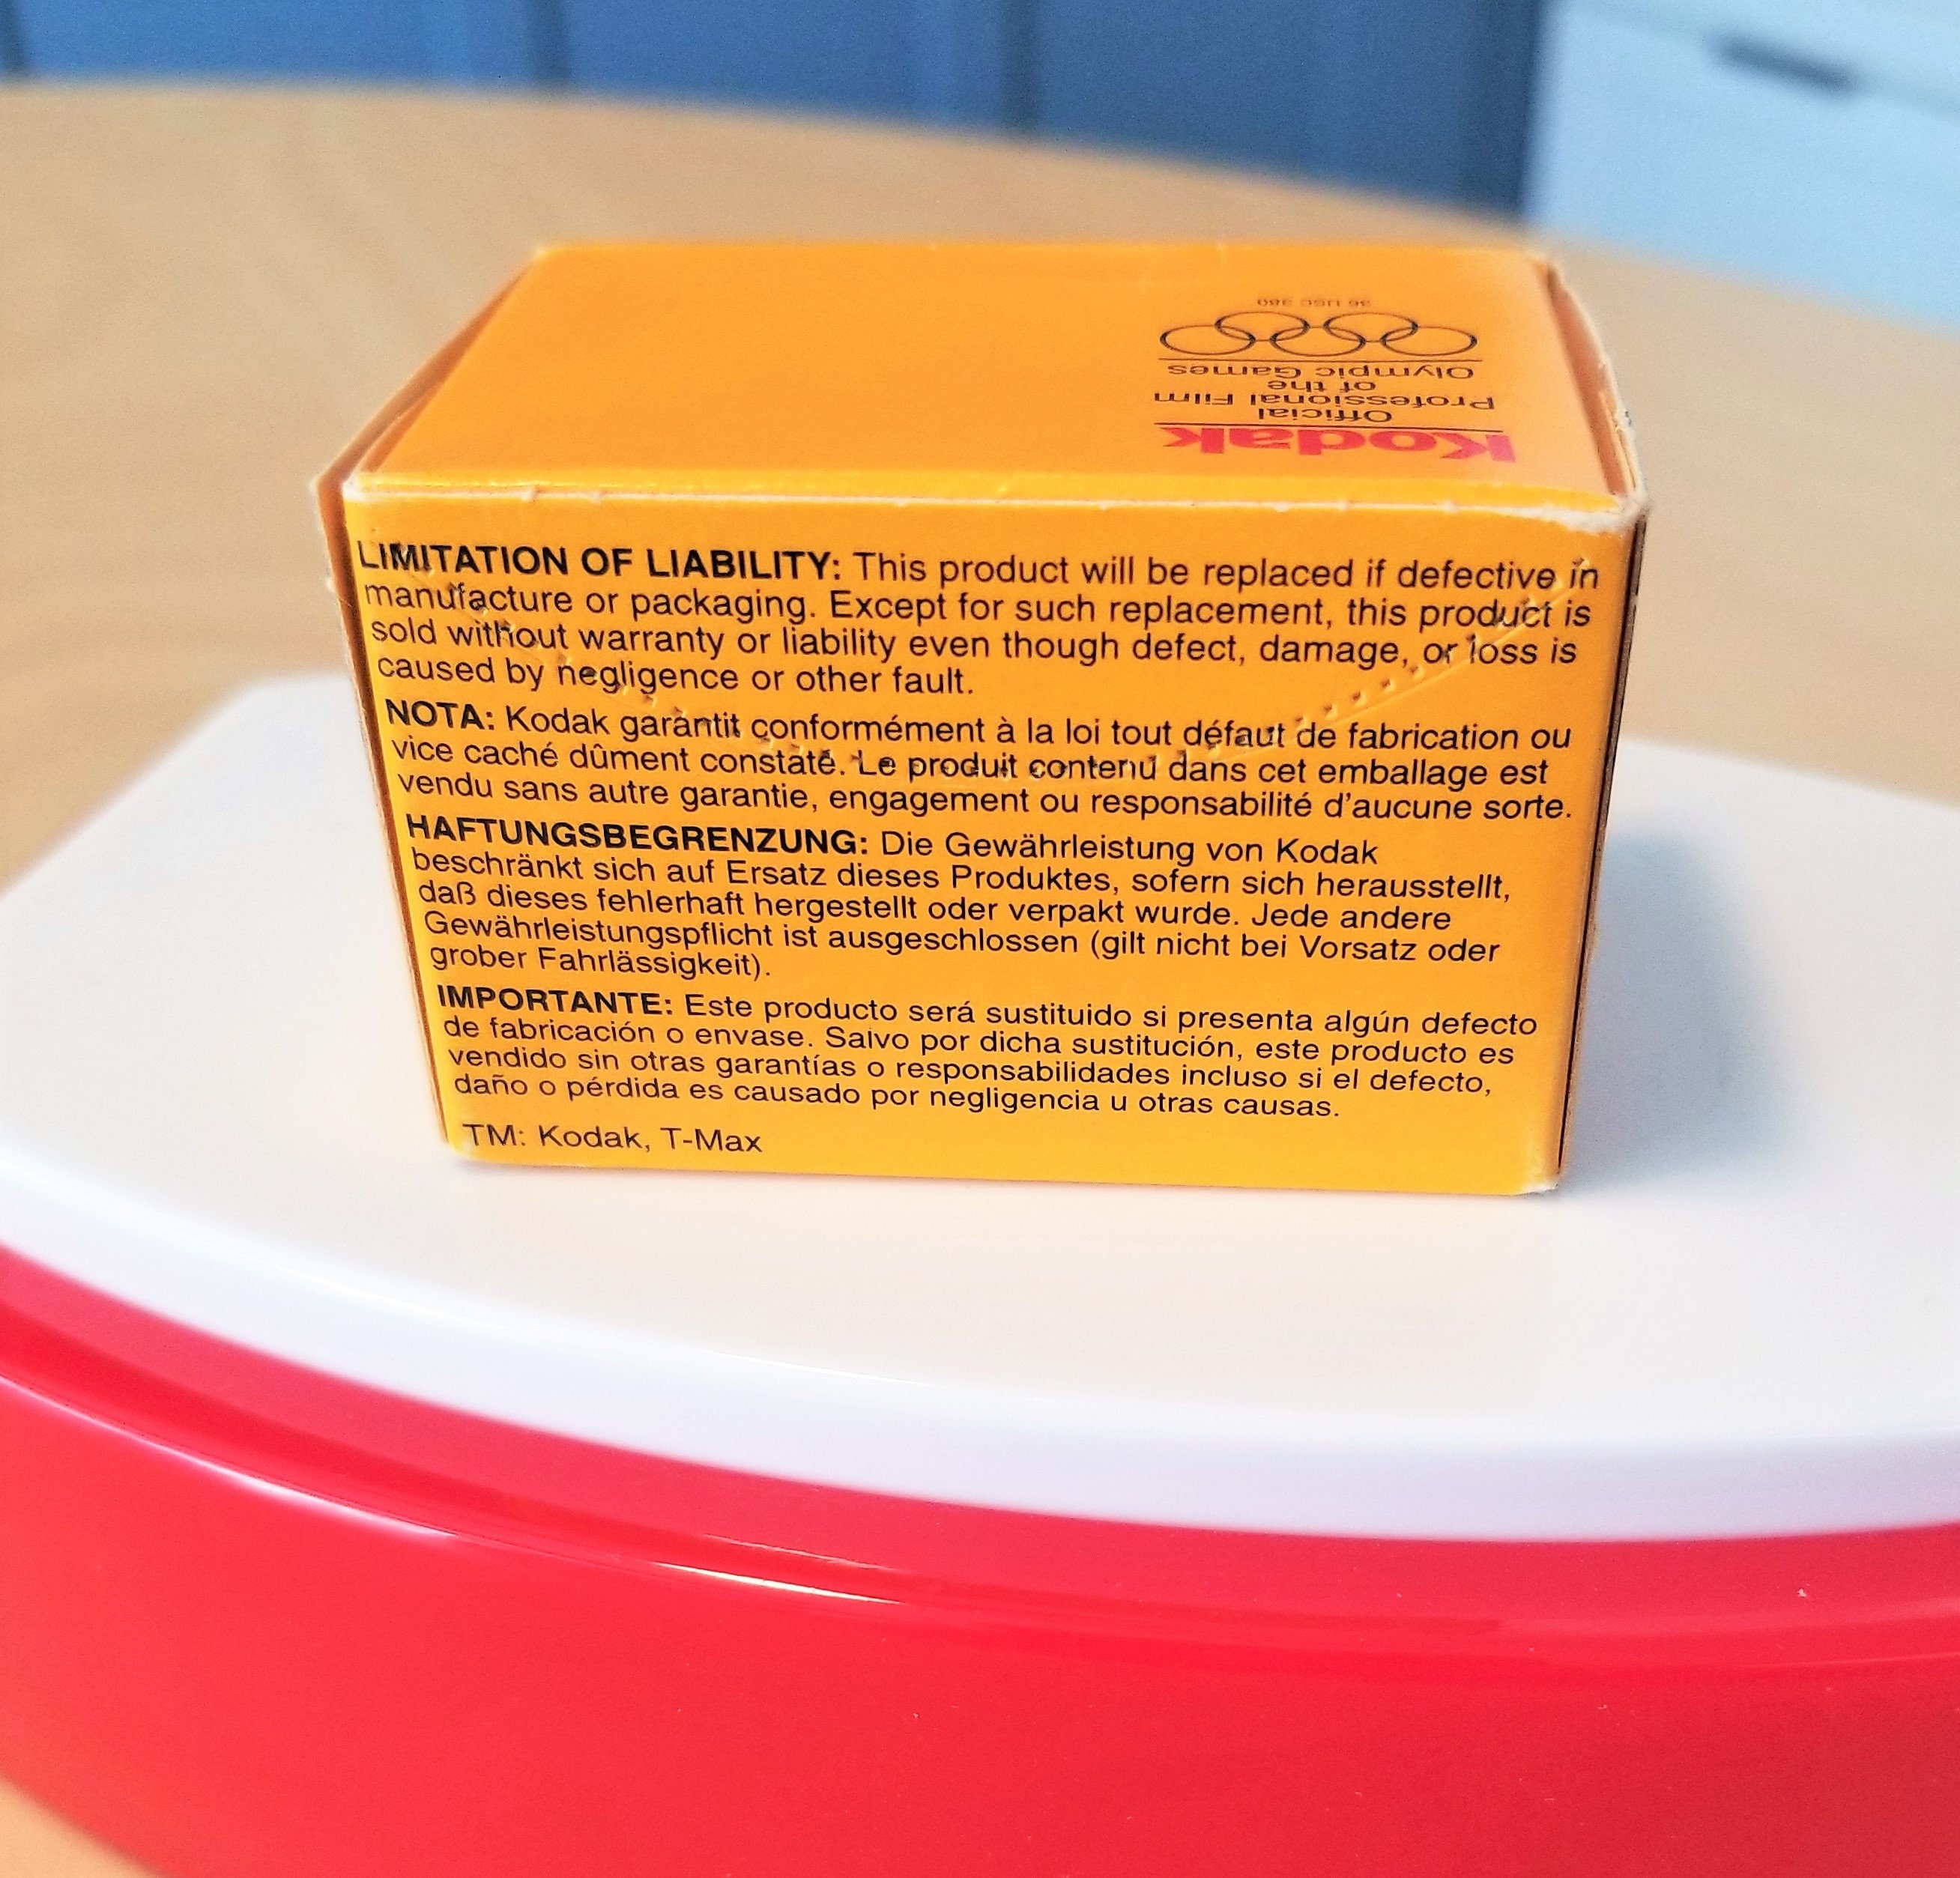 36 USC 380
Kodak
Official
Professional Film
of the
Olympic Games
LIMITATION OF LIABILITY: This product will be replaced if defective in
manufacture or packaging. Except for such replacement, this product is
sold without warranty or liability even though defect, damage, or loss is
caused by negligence or other fault.
NOTA: Kodak garantit conformément à la loi tout défaut de fabrication ou
vice caché dûment constaté. Le produit contenu dans cet emballage est
vendu sans autre garantie, engagement ou responsabilité d'aucune sorte.
HAFTUNGSBEGRENZUNG: Die Gewährleistung von Kodak
beschränkt sich auf Ersatz dieses Produktes, sofern sich herausstellt,
daß dieses fehlerhaft hergestellt oder verpakt wurde. Jede andere
Gewährleistungspflicht ist ausgeschlossen (gilt nicht bei Vorsatz oder
grober Fahrlässigkeit).
IMPORTANTE: Este producto será sustituido si presenta algún defecto
de fabricación o envase. Salvo por dicha sustitución, este producto es
vendido sin otras garantías o responsabilidades incluso si el defecto,
daño o pérdida es causado por negligencia u otras causas.
TM: Kodak, T-Max